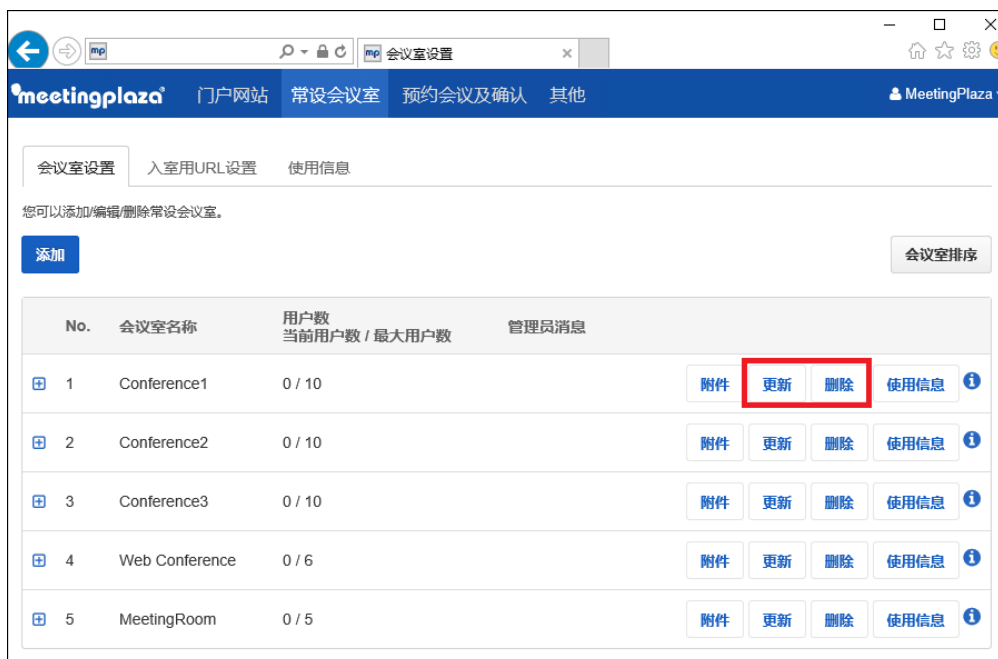 mp
mp 会议室设置
meetingplaza 门户网站 常设会议室 预约会议及确认 其他 MeetingPlaza
会议室设置 入室用URL设置 使用信息
您可以添加/编辑/删除常设会议室。
添加 会议室排序
No. 会议室名称 用户数 管理员消息
当前用户数 / 最大用户数
1 Conference1 0 / 10 附件 更新 删除 使用信息
2 Conference2 0 / 10 附件 更新 删除 使用信息
3 Conference3 0 / 10 附件 更新 删除 使用信息
4 Web Conference 0 / 6 附件 更新 删除 使用信息
5 MeetingRoom 0 / 5 附件 更新 删除 使用信息